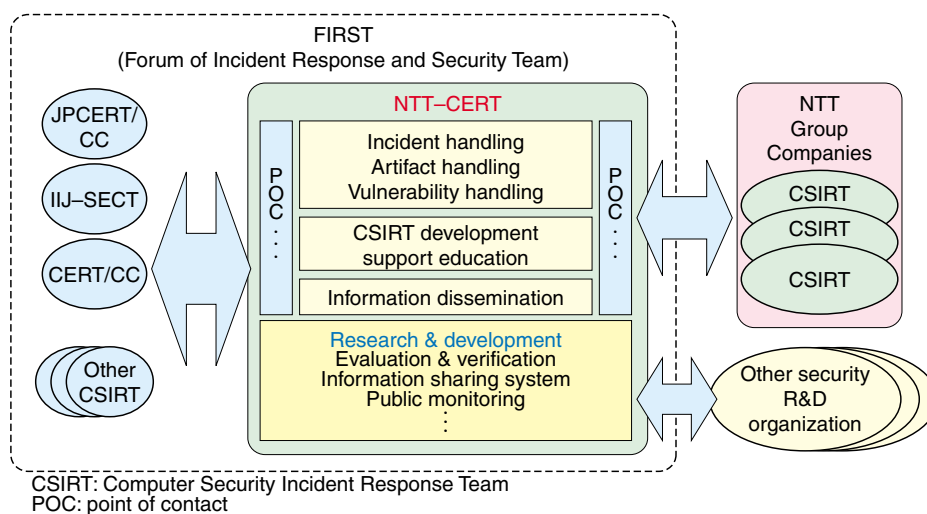 FIRST
(Forum of Incident Response and Security Team)
JPCERT/
CC
IIJ–SECT
CERT/CC
Other
CSIRT
NTT–CERT
POC...
Incident handling
Artifact handling
Vulnerability handling
CSIRT development
support education
Information dissemination
POC...
Research & development
Evaluation & verification
Information sharing system
Public monitoring
...
NTT
Group
Companies
CSIRT
CSIRT
CSIRT
Other security
R&D
organization
CSIRT: Computer Security Incident Response Team
POC: point of contact